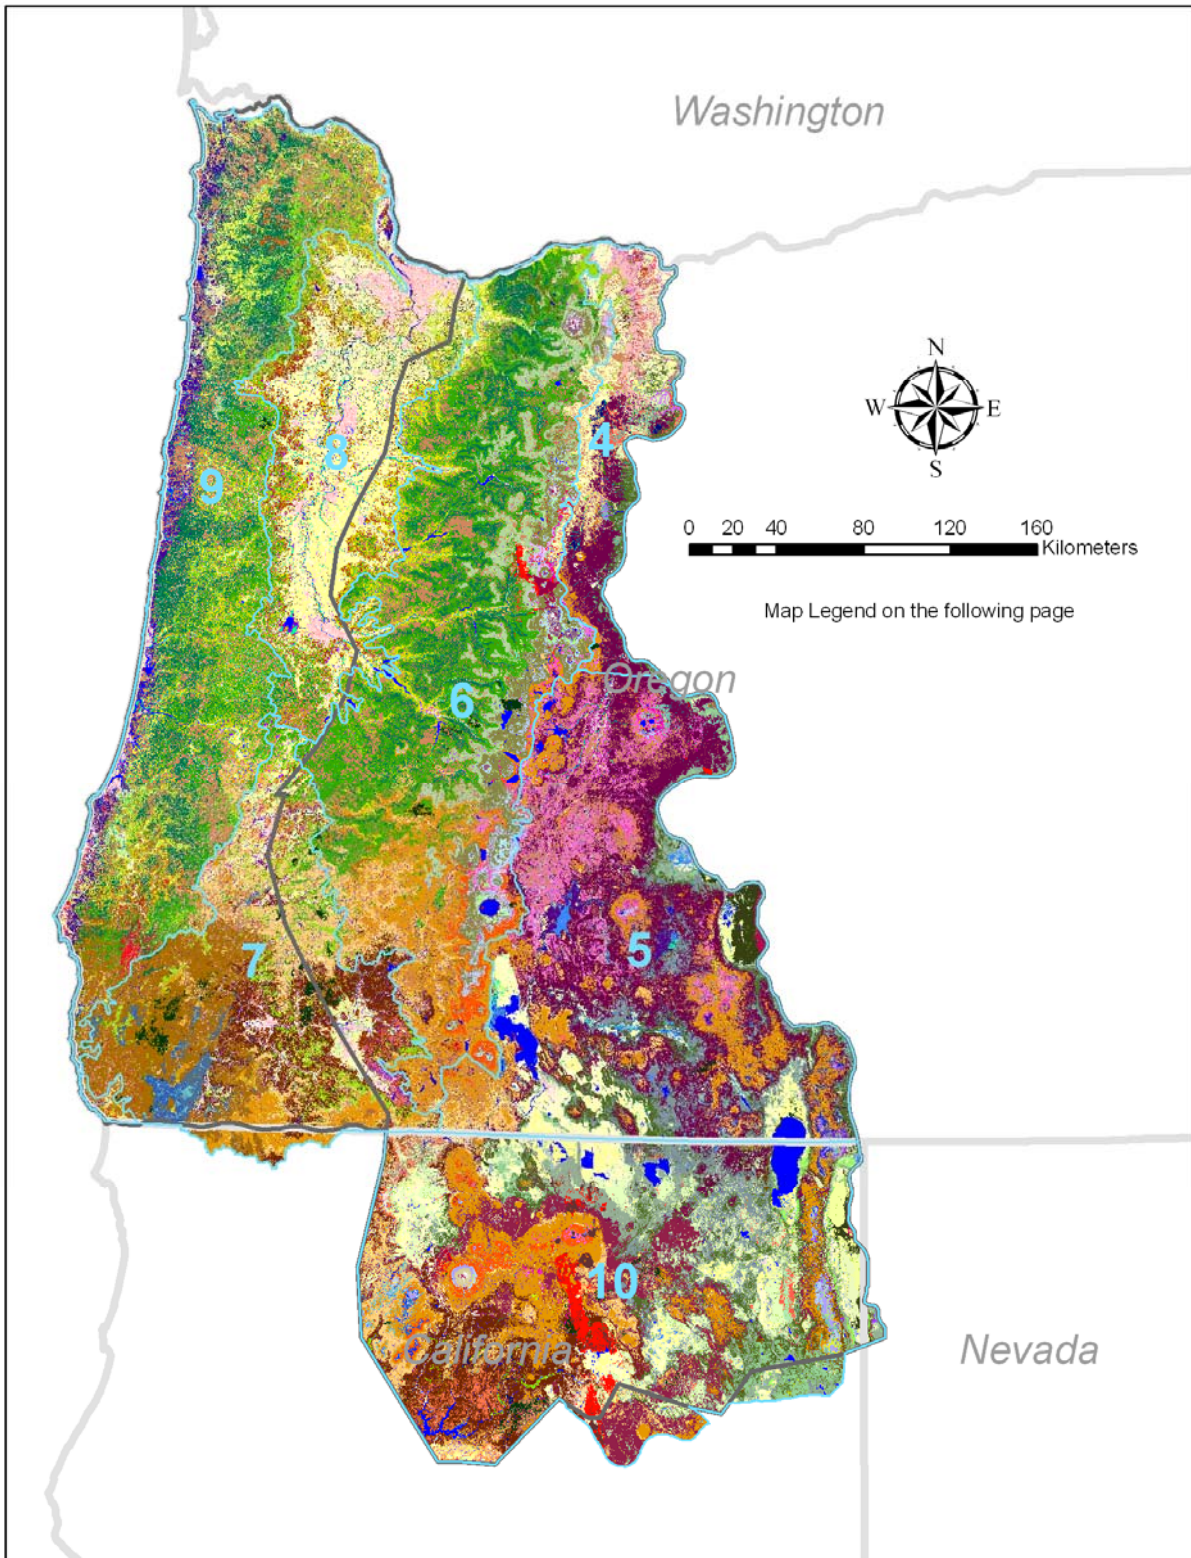 Washington
N
W
E
S
8
4
9
0 20 40 80 120 160
Kilometers
Map Legend on the following page
Oregon
6
7
5
10
California
Nevada